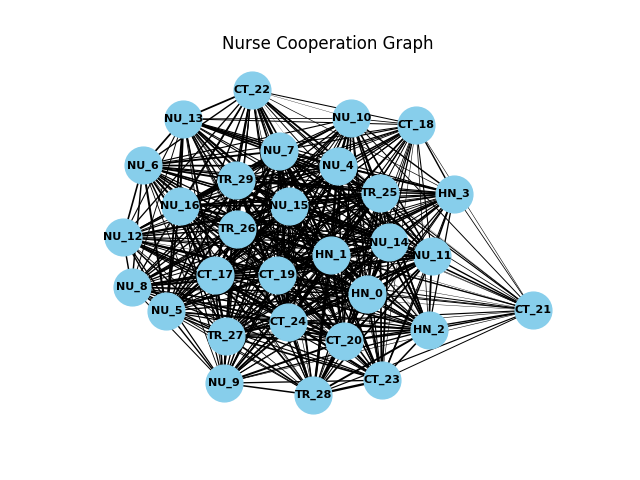 Nurse Cooperation Graph
CT_22
NU_13
NU_10
CT_18
NU_7
NU_6
NU_4
TR_29
TR_25
HN_3
NU_16
NU_15
TR_26
NU_12
NU_14
HN_1
NU_11
CT_17
CT_19
NU_8
HN_0
NU_5
CT_21
CT_24
HN_2
TR_27
CT_20
NU_9
CT_23
TR_28